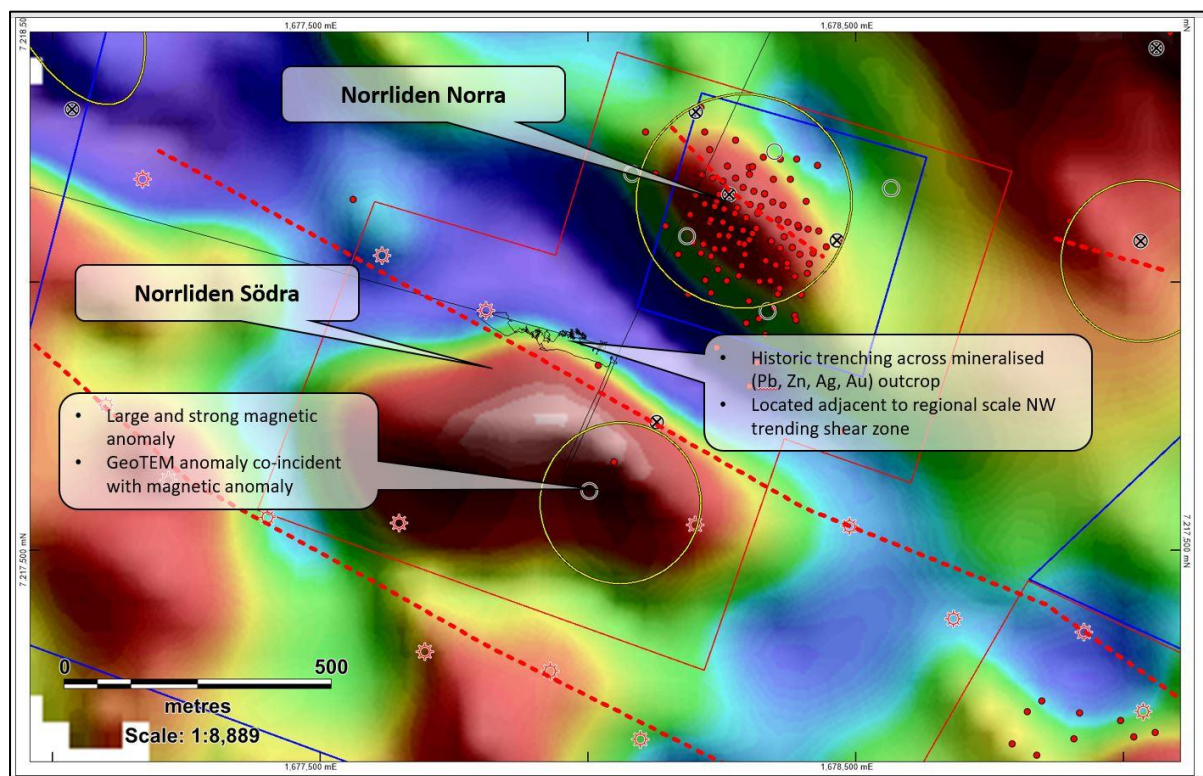 1,677,500 mE
1,678,500 mE
7,218,50
mN
Norrliden Norra
Norrliden Södra
• Historic trenching across mineralised
(Pb, Zn, Ag, Au) outcrop
• Located adjacent to regional scale NW
trending shear zone
• Large and strong magnetic
anomaly
• GeoTEM anomaly co-incident
with magnetic anomaly
7,217,500 mN
7,217,500 mN
0
500
metres
Scale: 1:8,889
1,677,500 mE
1,678,500 mE